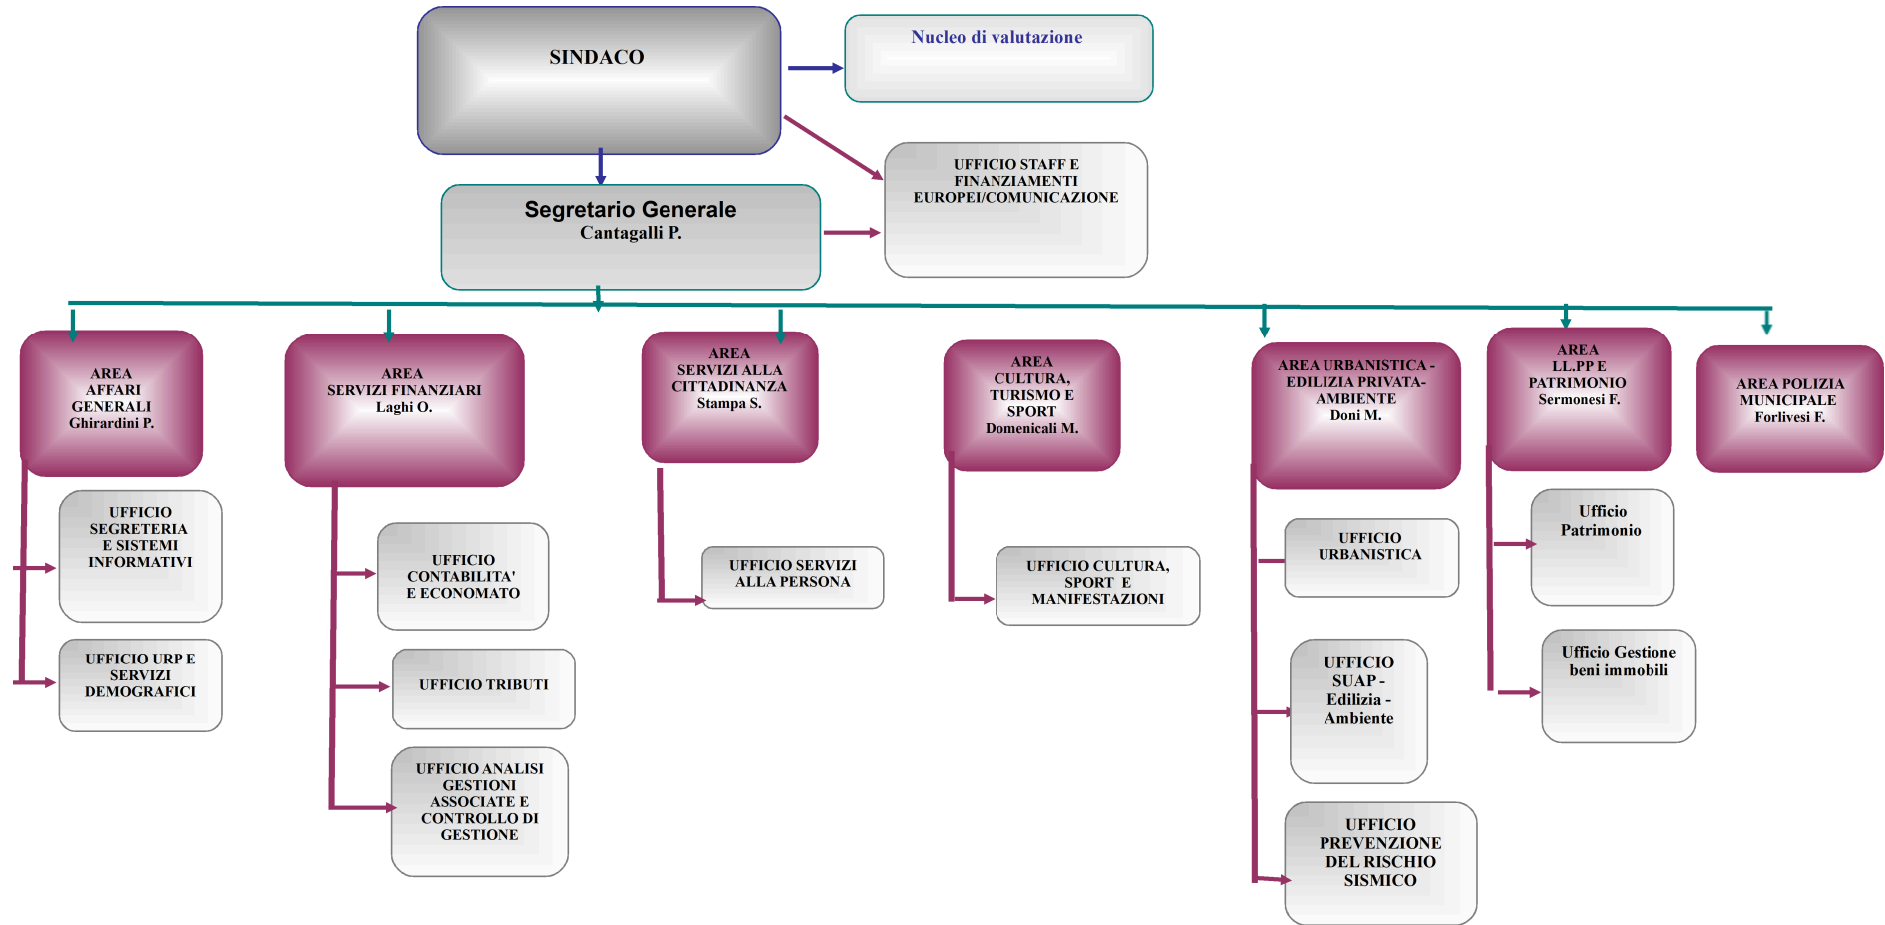 SINDACO
Nucleo di valutazione
UFFICIO STAFF E
FINANZIAMENTI
EUROPEI/COMUNICAZIONE
Segretario Generale
Cantagalli P.
AREA
AFFARI
GENERALI
Ghirardini P.
AREA
SERVIZI FINANZIARI
Laghi O.
AREA
SERVIZI ALLA
CITTADINANZA
Stampa S.
AREA
CULTURA,
TURISMO E
SPORT
Domenicali M.
AREA URBANISTICA -
EDILIZIA PRIVATA-
AMBIENTE
Doni M.
AREA
LL.PP E
PATRIMONIO
Sermonesi F.
AREA POLIZIA
MUNICIPALE
Forlivesi F.
UFFICIO
SEGRETERIA
E SISTEMI
INFORMATIVI
UFFICIO URP E
SERVIZI
DEMOGRAFICI
UFFICIO
CONTABILITA'
E ECONOMATO
UFFICIO TRIBUTI
UFFICIO ANALISI
GESTIONI
ASSOCIATE E
CONTROLLO DI
GESTIONE
UFFICIO SERVIZI
ALLA PERSONA
UFFICIO CULTURA,
SPORT E
MANIFESTAZIONI
UFFICIO
URBANISTICA
UFFICIO
SUAP -
Edilizia -
Ambiente
UFFICIO
PREVENZIONE
DEL RISCHIO
SISMICO
Ufficio
Patrimonio
Ufficio Gestione
beni immobili